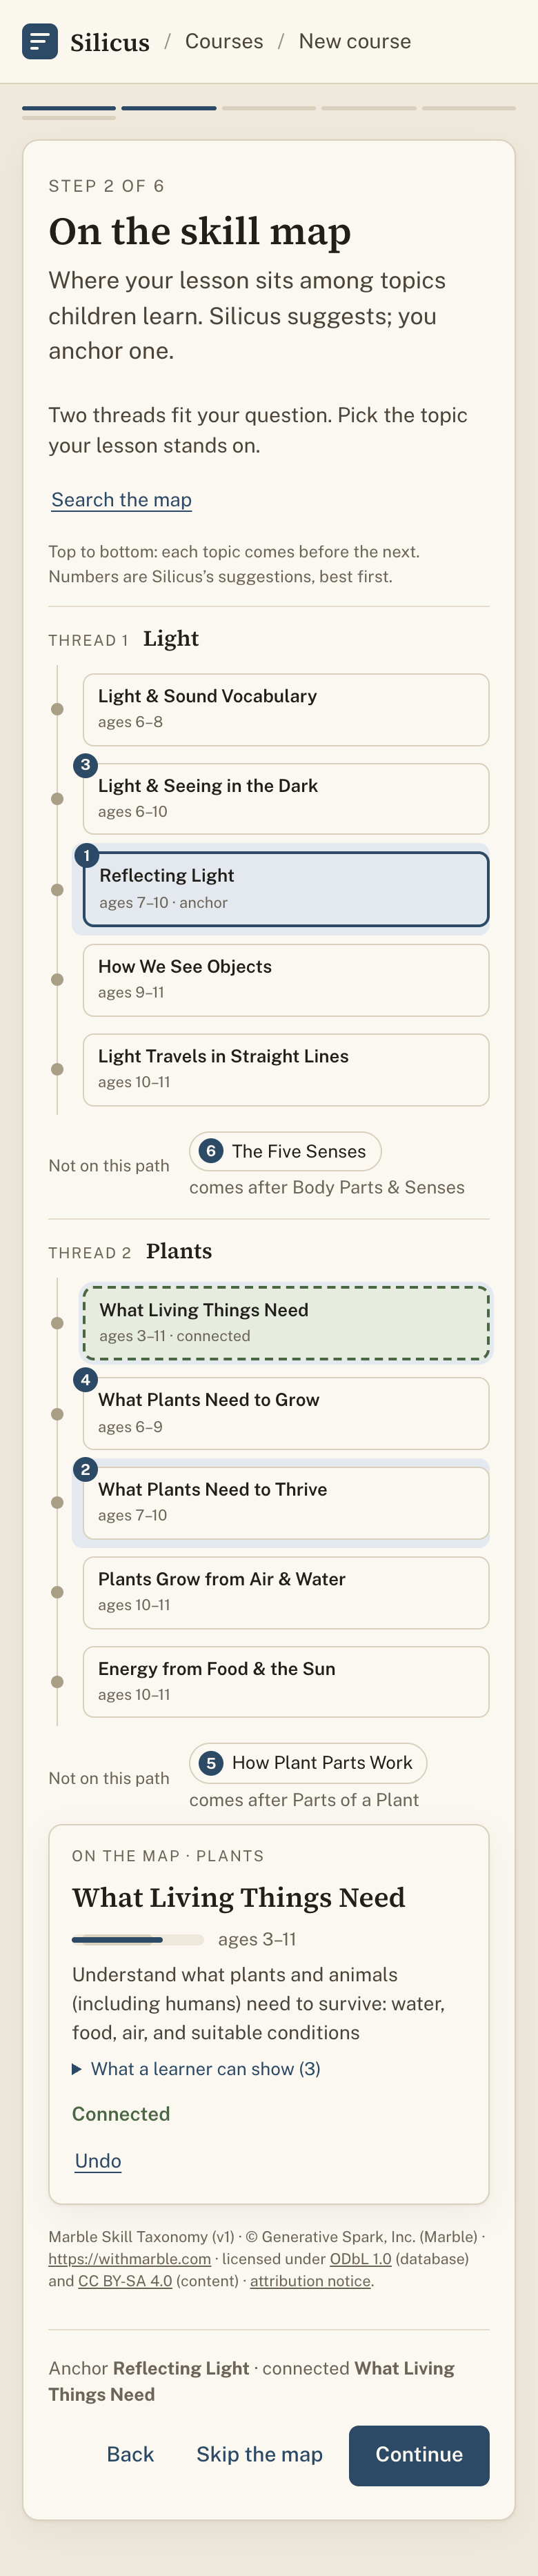 Silicus / Courses / New course
STEP 2 OF 6
On the skill map
Where your lesson sits among topics
children learn. Silicus suggests; you
anchor one.
Two threads fit your question. Pick the topic
your lesson stands on.
Search the map
Top to bottom: each topic comes before the next.
Numbers are Silicus’s suggestions, best first.
THREAD 1 Light
Light & Sound Vocabulary
ages 6–8
3
Light & Seeing in the Dark
ages 6–10
1
Reflecting Light
ages 7–10 · anchor
How We See Objects
ages 9–11
Light Travels in Straight Lines
ages 10–11
Not on this path
6 The Five Senses
comes after Body Parts & Senses
THREAD 2 Plants
What Living Things Need
ages 3–11 · connected
4
What Plants Need to Grow
ages 6–9
2
What Plants Need to Thrive
ages 7–10
Plants Grow from Air & Water
ages 10–11
Energy from Food & the Sun
ages 10–11
Not on this path
5 How Plant Parts Work
comes after Parts of a Plant
ON THE MAP · PLANTS
What Living Things Need
ages 3–11
Understand what plants and animals
(including humans) need to survive: water,
food, air, and suitable conditions
What a learner can show (3)
Connected
Undo
Marble Skill Taxonomy (v1) · © Generative Spark, Inc. (Marble) ·
https://withmarble.com · licensed under ODbL 1.0 (database)
and CC BY-SA 4.0 (content) · attribution notice.
Anchor Reflecting Light · connected What Living
Things Need
Back Skip the map Continue